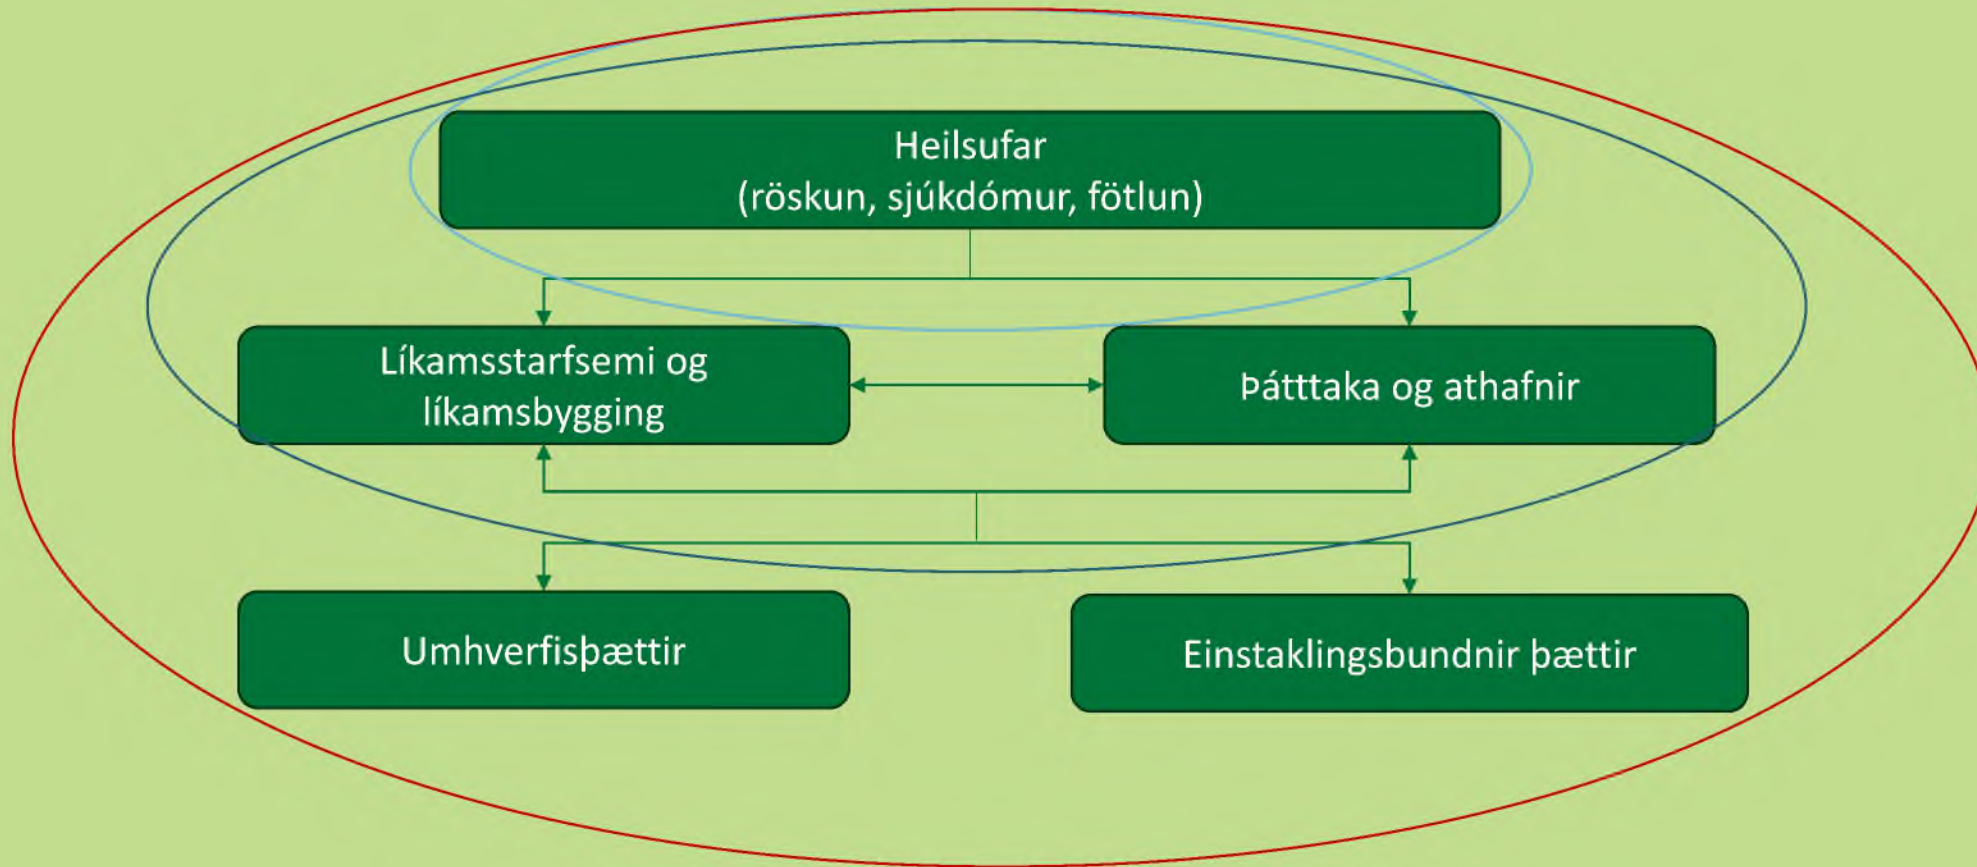 Heilsufar
(röskun, sjúkdómur, fötlun)
Líkamsstarfsemi og
líkamsbygging
Þátttaka og athafnir
Umhverfisþættir
Einstaklingsbundnir þættir